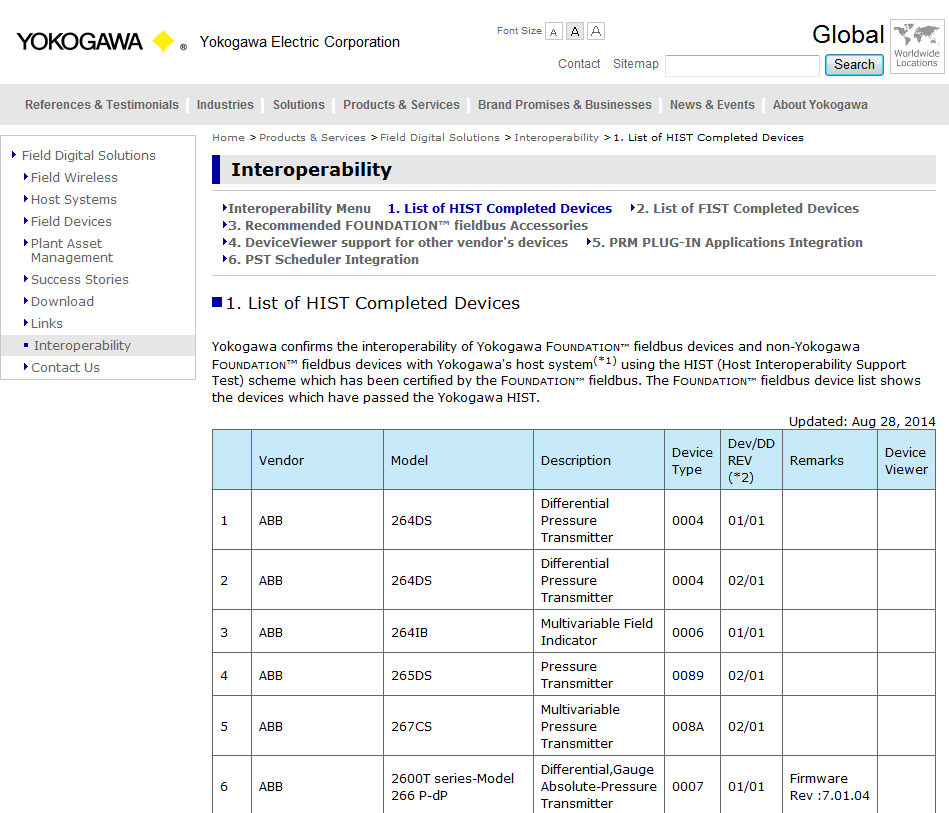 YOKOGAWA ® Yokogawa Electric Corporation
Font Size A A A
Global
Worldwide
Locations
Contact Sitemap Search
References & Testimonials Industries Solutions Products & Services Brand Promises & Businesses News & Events About Yokogawa
Field Digital Solutions
Field Wireless
Host Systems
Field Devices
Plant Asset
Management
Success Stories
Download
Links
Interoperability
Contact Us
Home > Products & Services > Field Digital Solutions > Interoperability > 1. List of HIST Completed Devices
Interoperability
Interoperability Menu 1. List of HIST Completed Devices 2. List of FIST Completed Devices
3. Recommended FOUNDATION™ fieldbus Accessories
4. DeviceViewer support for other vendor's devices 5. PRM PLUG-IN Applications Integration
6. PST Scheduler Integration
1. List of HIST Completed Devices
Yokogawa confirms the interoperability of Yokogawa FOUNDATION™ fieldbus devices and non-Yokogawa
FOUNDATION™ fieldbus devices with Yokogawa's host system(*1) using the HIST (Host Interoperability Support
Test) scheme which has been certified by the FOUNDATION™ fieldbus. The FOUNDATION™ fieldbus device list shows
the devices which have passed the Yokogawa HIST.
Updated: Aug 28, 2014
Vendor
Model
Description
Device
Type
Dev/DD
REV
(*2)
Remarks
Device
Viewer
1
ABB
264DS
Differential
Pressure
Transmitter
0004
01/01
2
ABB
264DS
Differential
Pressure
Transmitter
0004
02/01
3
ABB
264IB
Multivariable Field
Indicator
0006
01/01
4
ABB
265DS
Pressure
Transmitter
0089
02/01
5
ABB
267CS
Multivariable
Pressure
Transmitter
008A
02/01
6
ABB
2600T series-Model
266 P-dP
Differential,Gauge
Absolute-Pressure
Transmitter
0007
01/01
Firmware
Rev :7.01.04